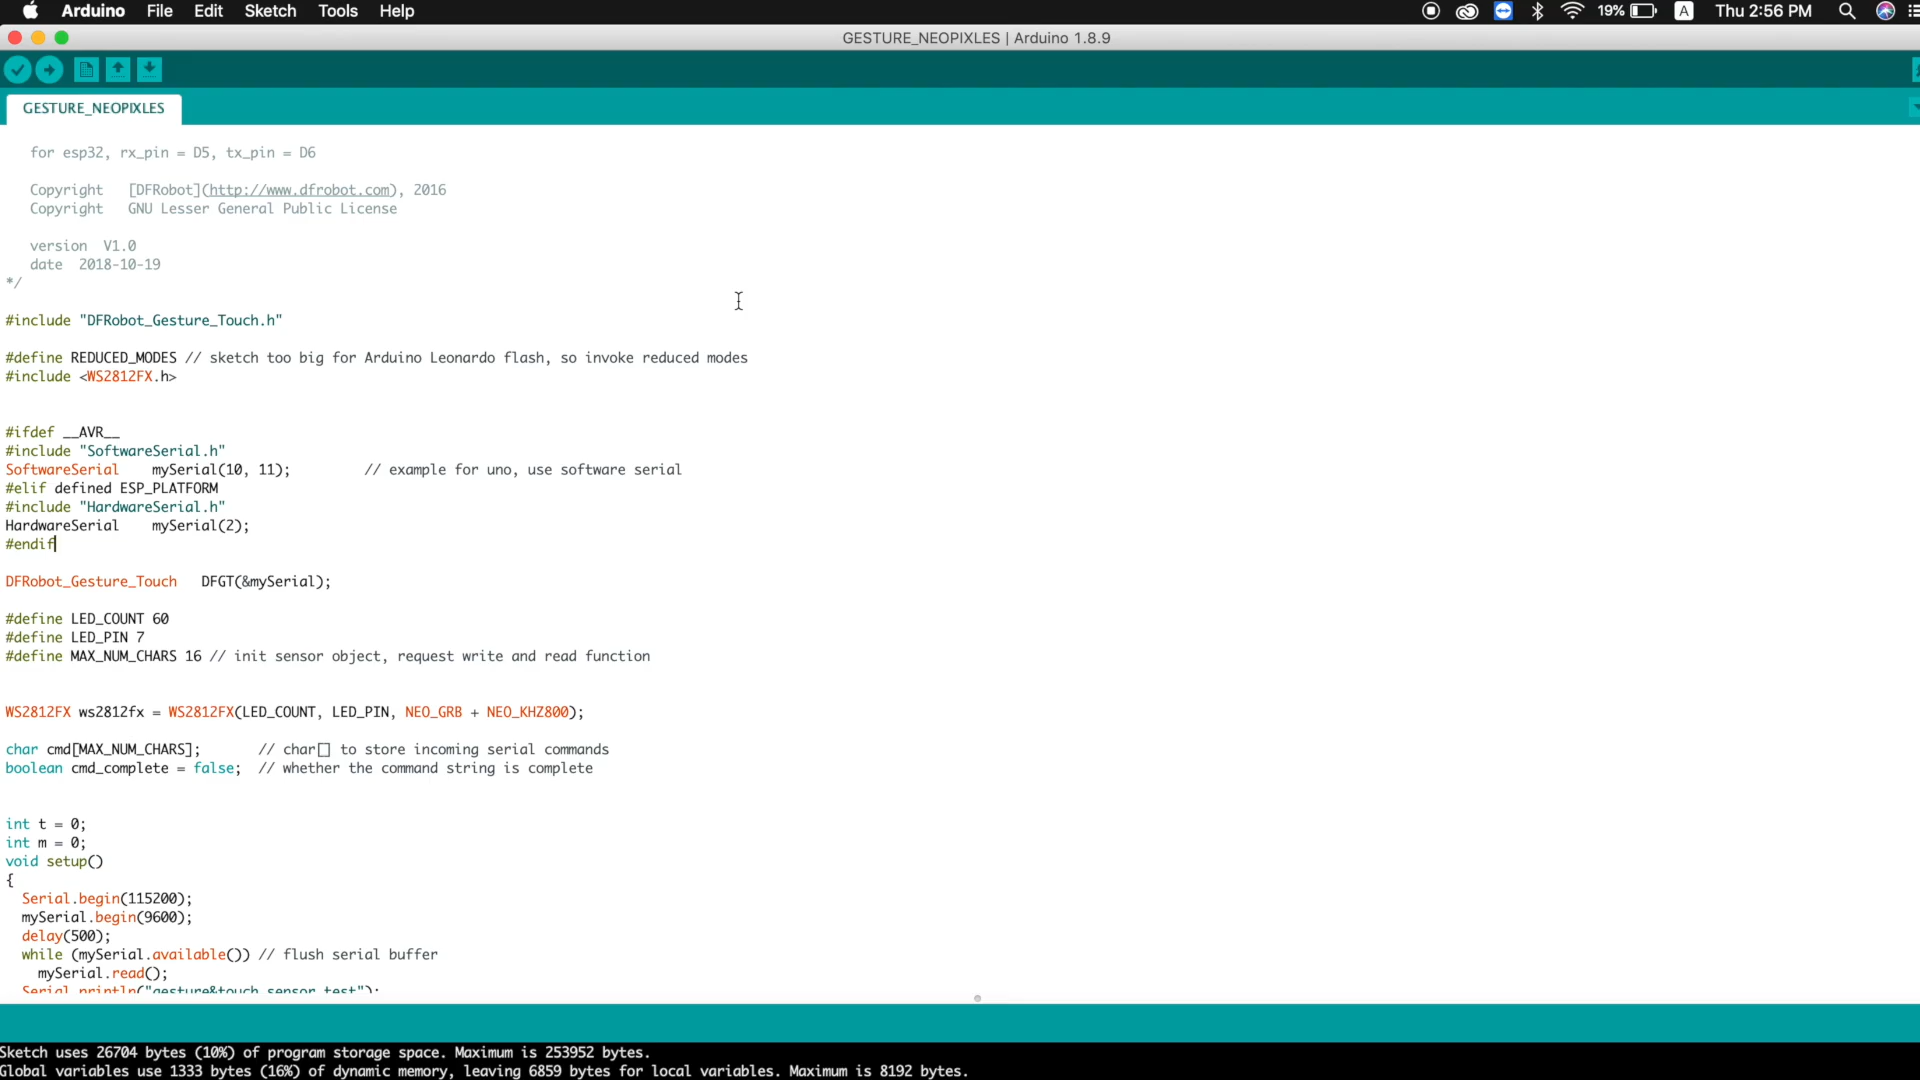 Arduino File Edit Sketch Tools Help 19% A Thu 2:56 PM
GESTURE_NEOPIXLES | Arduino 1.8.9
GESTURE_NEOPIXLES
for esp32, rx_pin = D5, tx_pin = D6
Copyright [DFRobot](http://www.dfrobot.com), 2016
Copyright GNU Lesser General Public License
version V1.0
date 2018-10-19
*/
#include "DFRobot_Gesture_Touch.h"
#define REDUCED_MODES // sketch too big for Arduino Leonardo flash, so invoke reduced modes
#include <WS2812FX.h>
#ifdef __AVR__
#include "SoftwareSerial.h"
SoftwareSerial mySerial(10, 11); // example for uno, use software serial
#elif defined ESP_PLATFORM
#include "HardwareSerial.h"
HardwareSerial mySerial(2);
#endif
DFRobot_Gesture_Touch DFGT(&mySerial);
#define LED_COUNT 60
#define LED_PIN 7
#define MAX_NUM_CHARS 16 // init sensor object, request write and read function
WS2812FX ws2812fx = WS2812FX(LED_COUNT, LED_PIN, NEO_GRB + NEO_KHZ800);
char cmd[MAX_NUM_CHARS]; // char[] to store incoming serial commands
boolean cmd_complete = false; // whether the command string is complete
int t = 0;
int m = 0;
void setup()
{
Serial.begin(115200);
mySerial.begin(9600);
delay(500);
while (mySerial.available()) // flush serial buffer
mySerial.read();
Serial.println("gesture&touch sensor test");
Sketch uses 26704 bytes (10%) of program storage space. Maximum is 253952 bytes.
Global variables use 1333 bytes (16%) of dynamic memory, leaving 6859 bytes for local variables. Maximum is 8192 bytes.